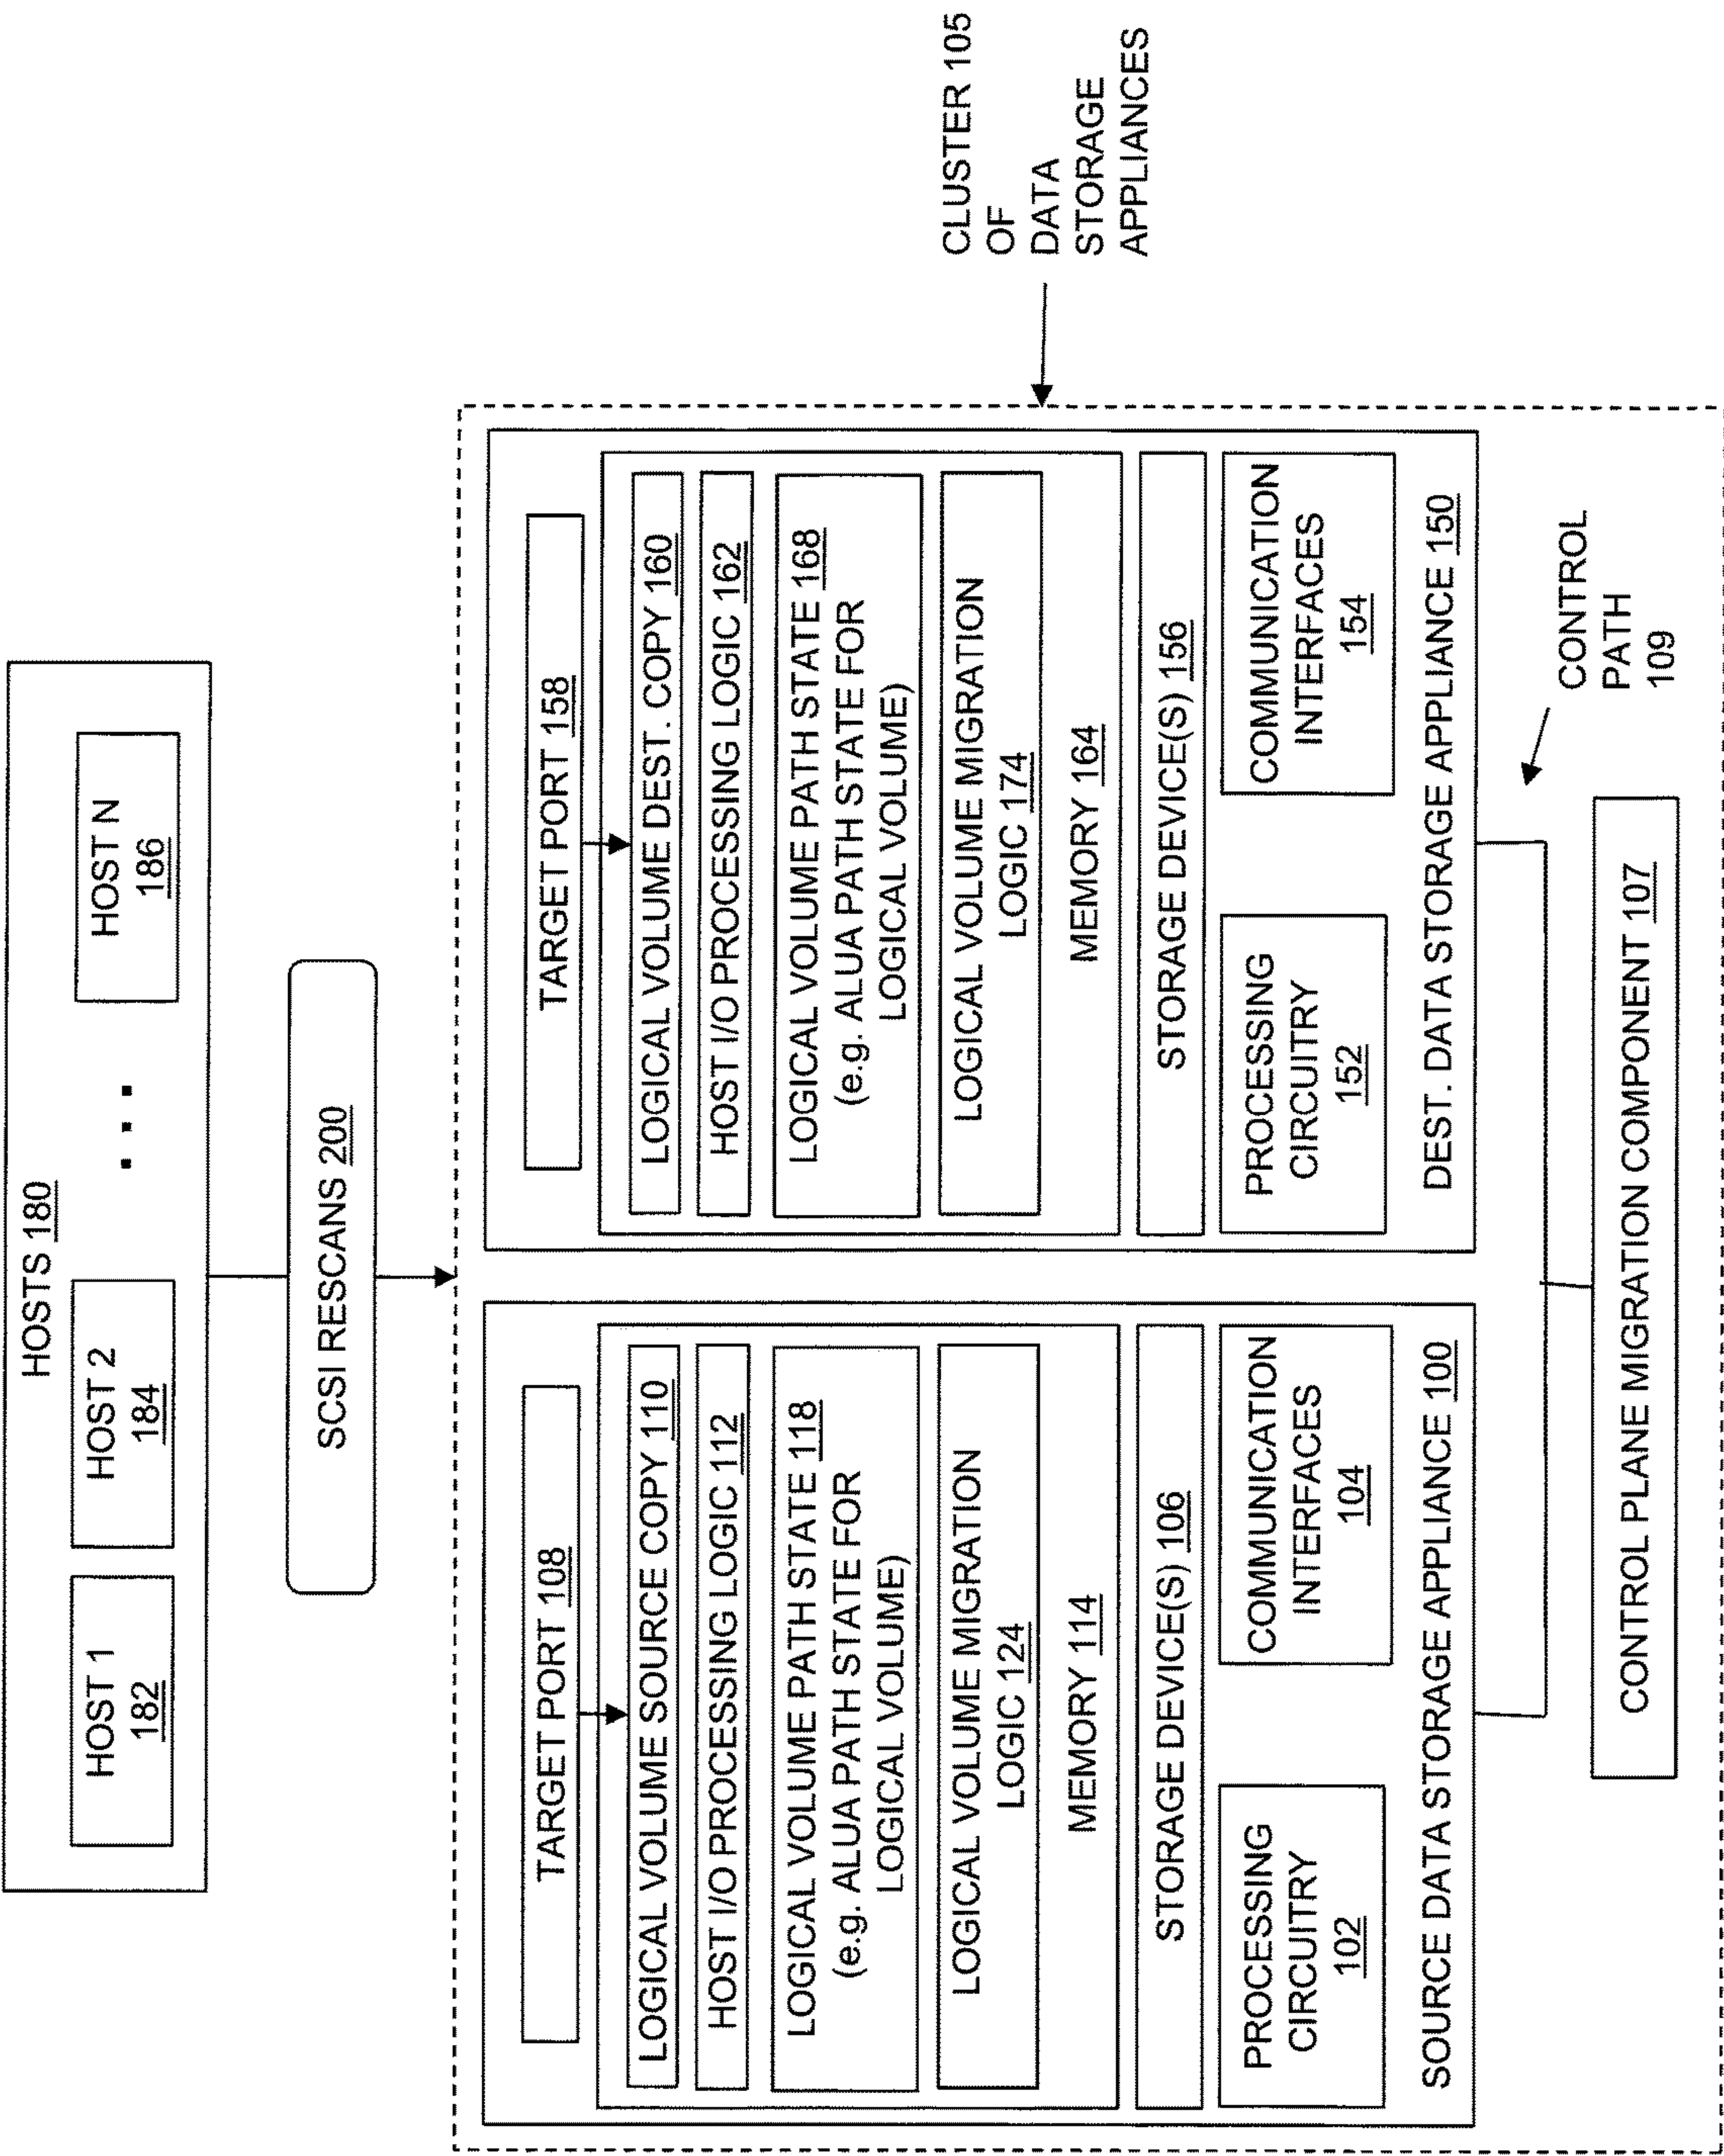 HOSTS 180
HOST 1
182
HOST 2
184
. . .
HOST N
186
SCSI RESCANS 200
TARGET PORT 108
LOGICAL VOLUME SOURCE COPY 110
HOST I/O PROCESSING LOGIC 112
LOGICAL VOLUME PATH STATE 118
(e.g. ALUA PATH STATE FOR
LOGICAL VOLUME)
LOGICAL VOLUME MIGRATION
LOGIC 124
MEMORY 114
STORAGE DEVICE(S) 106
PROCESSING
CIRCUITRY
102
COMMUNICATION
INTERFACES
104
SOURCE DATA STORAGE APPLIANCE 100
TARGET PORT 158
LOGICAL VOLUME DEST. COPY 160
HOST I/O PROCESSING LOGIC 162
LOGICAL VOLUME PATH STATE 168
(e.g. ALUA PATH STATE FOR
LOGICAL VOLUME)
LOGICAL VOLUME MIGRATION
LOGIC 174
MEMORY 164
STORAGE DEVICE(S) 156
PROCESSING
CIRCUITRY
152
COMMUNICATION
INTERFACES
154
DEST. DATA STORAGE APPLIANCE 150
CLUSTER 105
OF
DATA
STORAGE
APPLIANCES
CONTROL
PATH
109
CONTROL PLANE MIGRATION COMPONENT 107